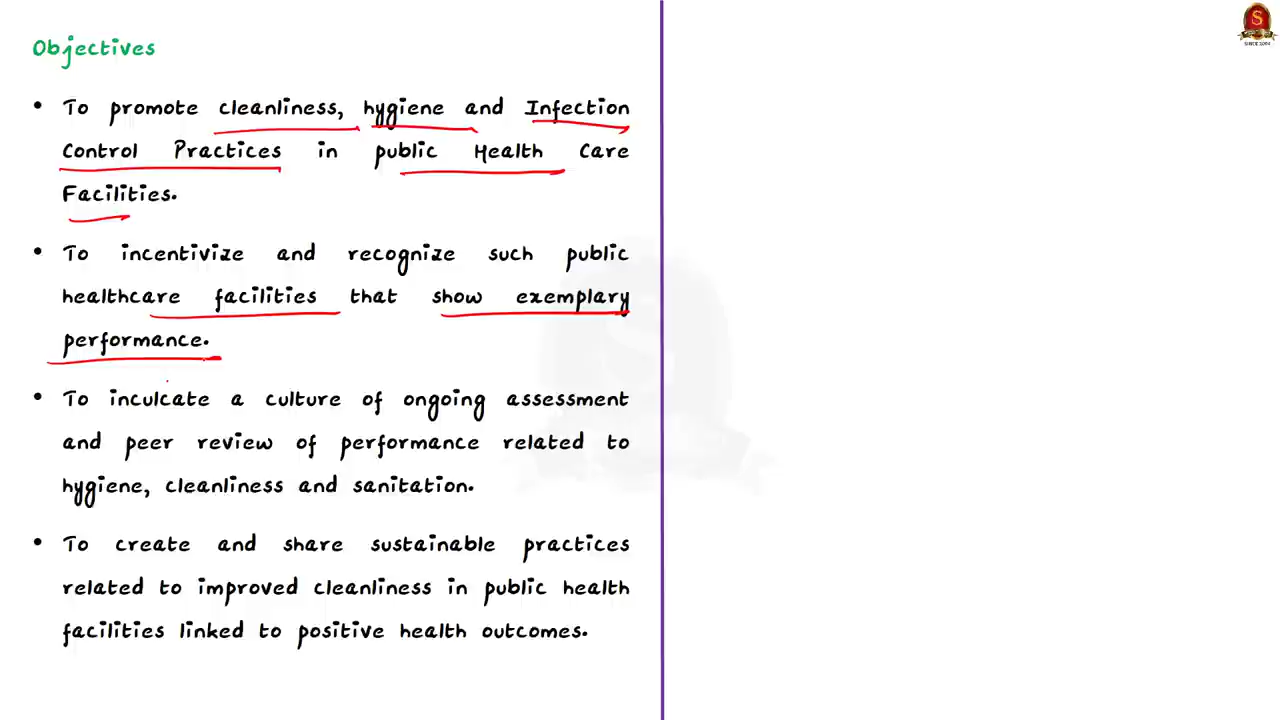 Objectives
• To promote cleanliness, hygiene and Infection
Control Practices in public Health Care
Facilities.
• To incentivize and recognize such public
healthcare facilities that show exemplary
performance.
• To inculcate a culture of ongoing assessment
and peer review of performance related to
hygiene, cleanliness and sanitation.
• To create and share sustainable practices
related to improved cleanliness in public health
facilities linked to positive health outcomes.
S
SINCE 2004